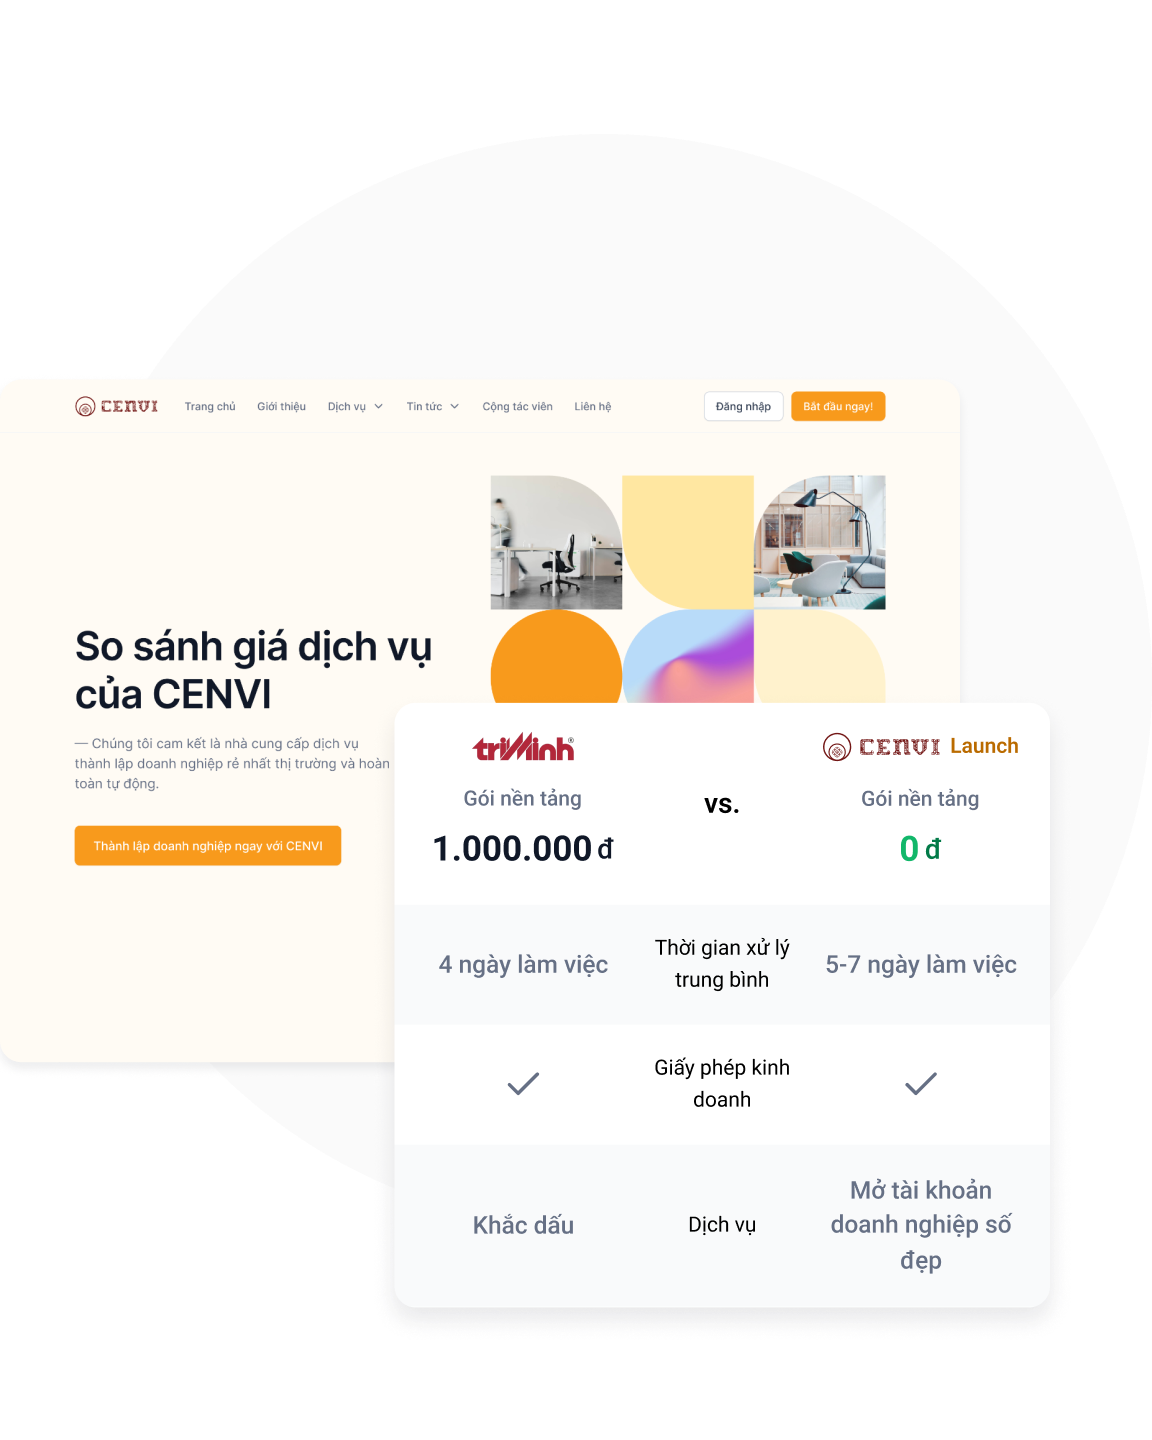 CENVI
Trang chủ
Giới thiệu
Dịch vụ
Tin tức
Cộng tác viên
Liên hệ
Đăng nhập
Bắt đầu ngay!
So sánh giá dịch vụ
của CENVI
— Chúng tôi cam kết là nhà cung cấp dịch vụ
thành lập doanh nghiệp rẻ nhất thị trường và hoàn
toàn tự động.
Thành lập doanh nghiệp ngay với CENVI
triMinh®
Gói nền tảng
1.000.000 đ
vs.
CENVI Launch
Gói nền tảng
0 đ
4 ngày làm việc
Thời gian xử lý
trung bình
5-7 ngày làm việc
Giấy phép kinh
doanh
Khắc dấu
Dịch vụ
Mở tài khoản
doanh nghiệp số
đẹp